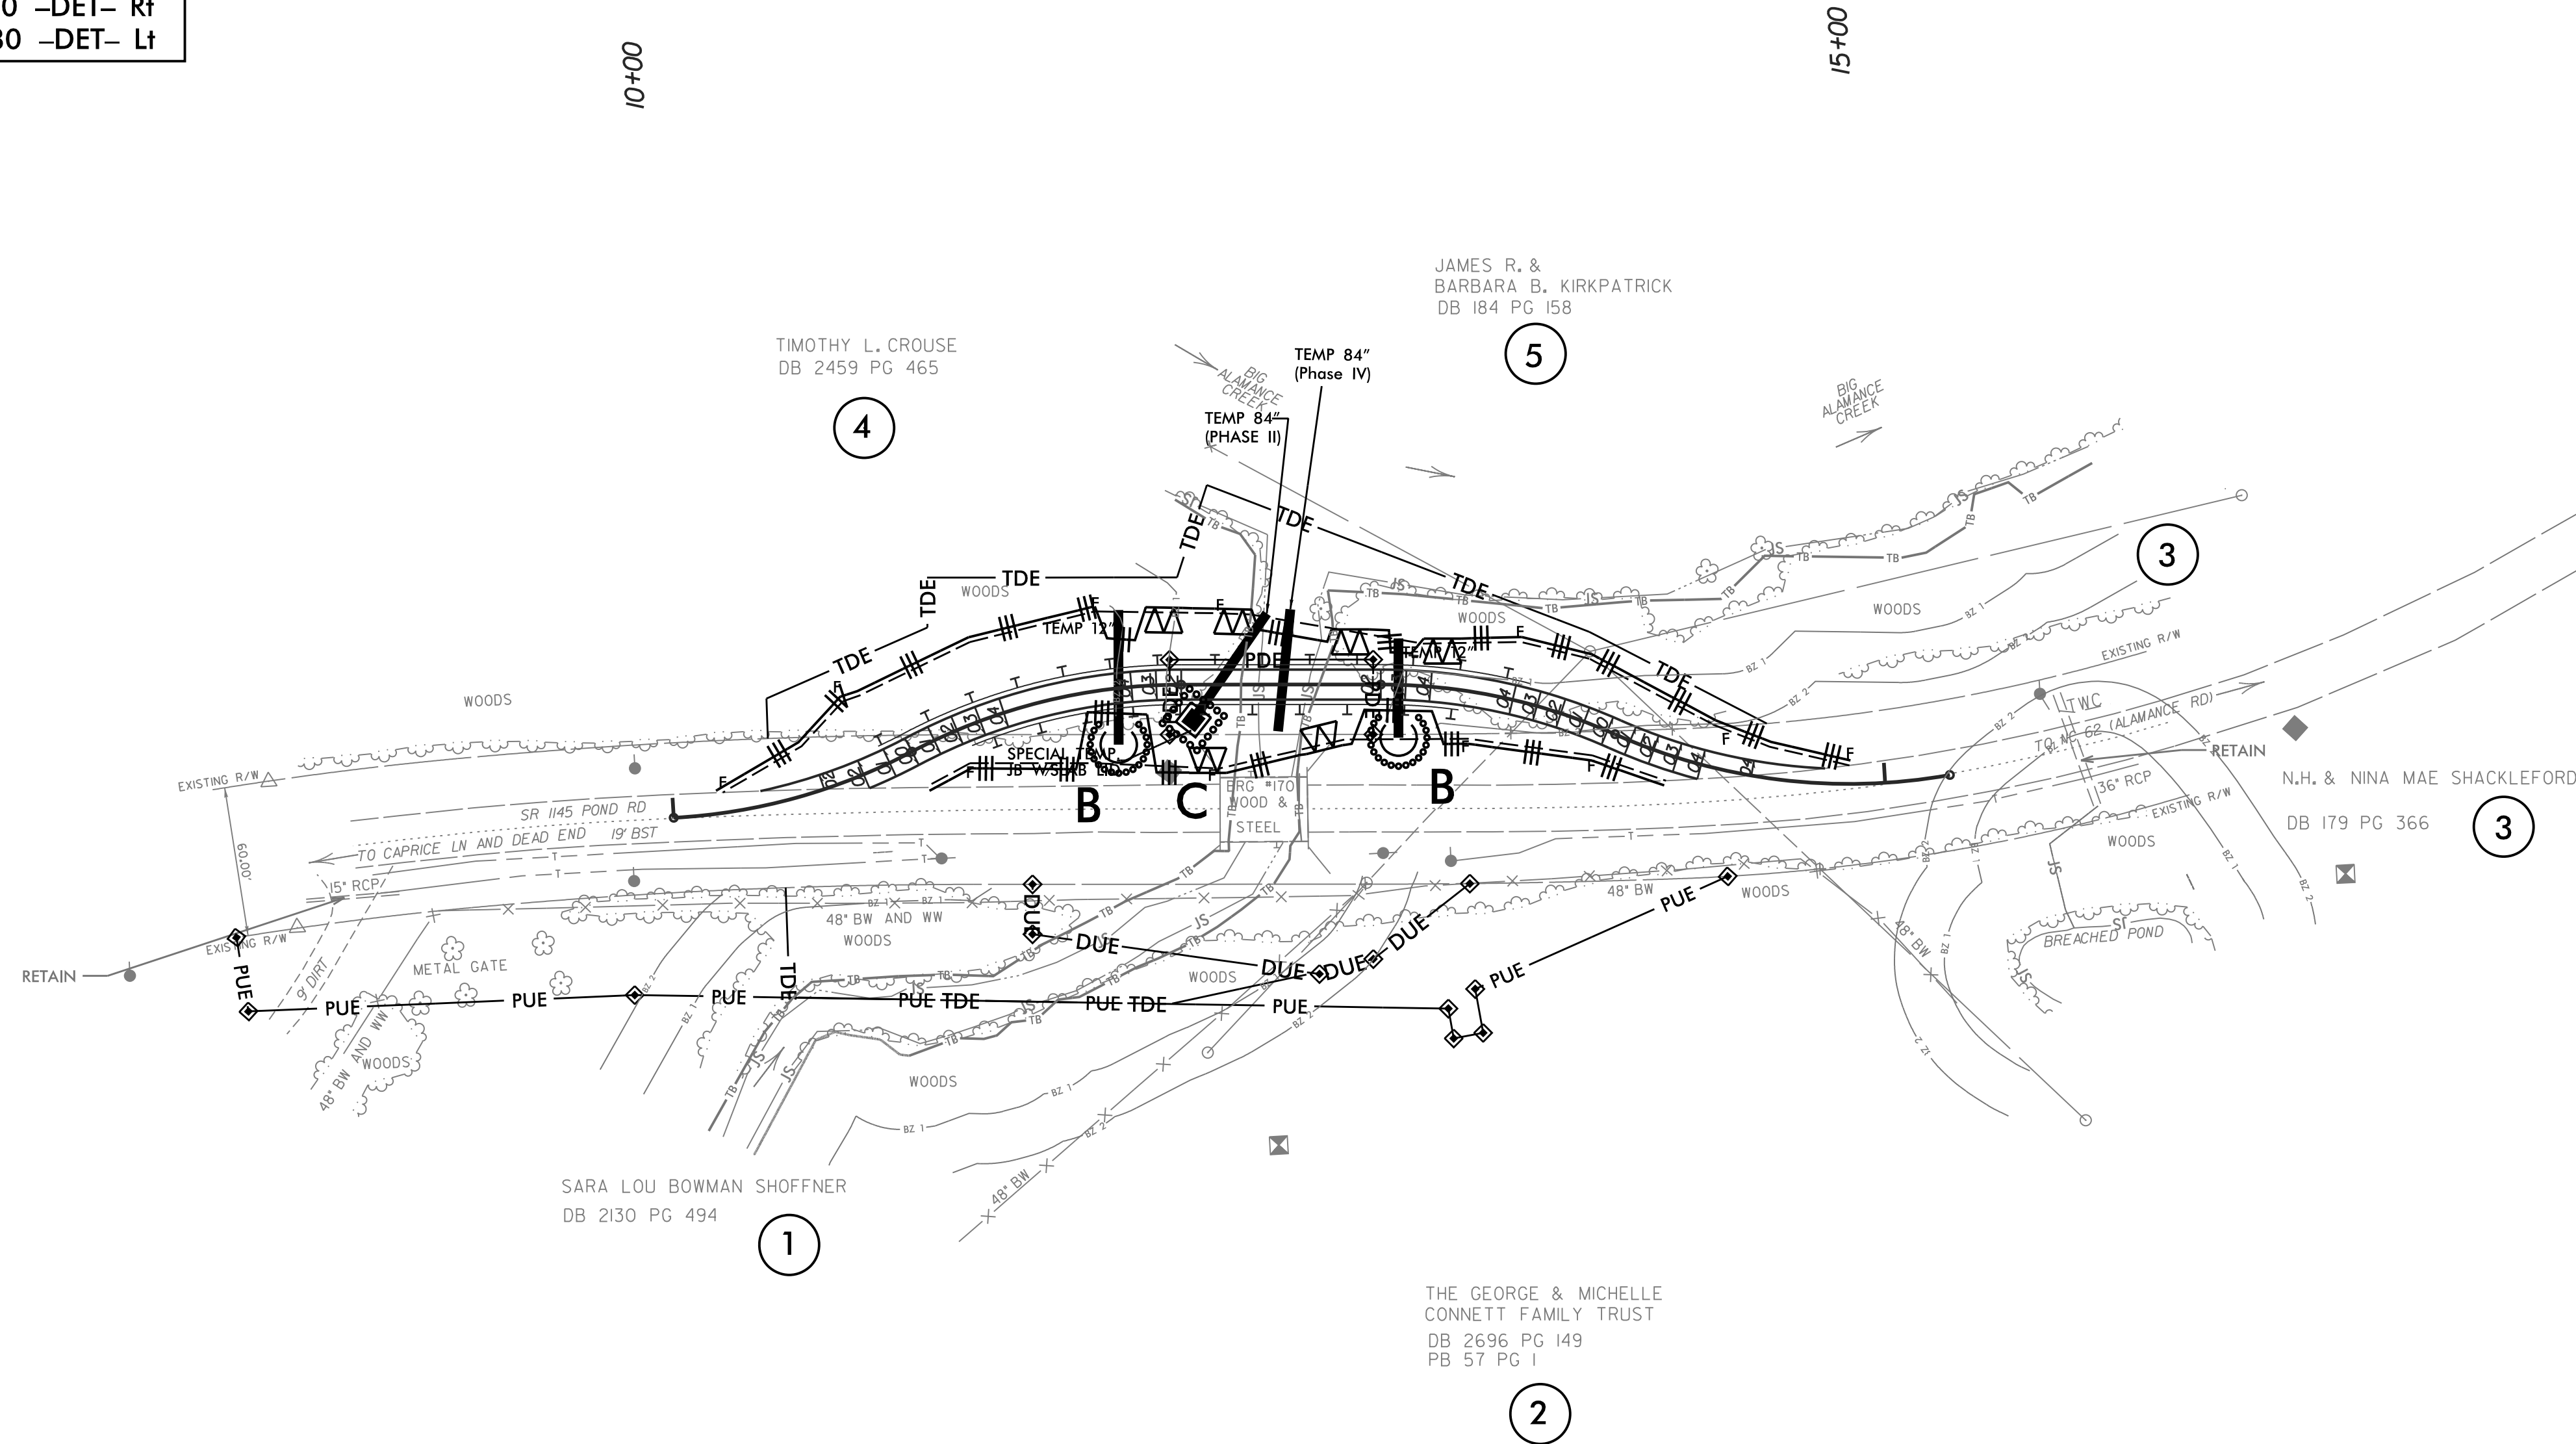 0 –DET– Rt
30 –DET– Lt
10+00
15+00
JAMES R. &
BARBARA B. KIRKPATRICK
DB 184 PG 158
5
TIMOTHY L. CROUSE
DB 2459 PG 465
4
TEMP 84"
(Phase IV)
TEMP 84"
(PHASE II)
BIG
ALAMANCE
CREEK
BIG
ALAMANCE
CREEK
3
TDE
TDE
TDE
TDE
TDE
TDE
TDE
WOODS
WOODS
WOODS
WOODS
TEMP 12"
TEMP 12"
PDE
SPECIAL TEMP
B
C
B
BRG #170
WOOD &
STEEL
EXISTING R/W
EXISTING R/W
EXISTING R/W
EXISTING R/W
60.00'
SR 1145 POND RD
TO CAPRICE LN AND DEAD END 19' BST
TO NC 62 (ALAMANCE RD)
TWC
RETAIN
36" RCP
N.H. & NINA MAE SHACKLEFORD
DB 179 PG 366
3
15" RCP
RETAIN
9' DIRT
METAL GATE
48" BW AND WW
WOODS
48" BW AND WW
WOODS
DUE
DUE
DUE
DUE
DUE
WOODS
48" BW
WOODS
WOODS
48" BW
BREACHED POND
PUE
PUE
PUE
PUE
PUE TDE
PUE TDE
PUE
PUE
PUE
TDE
WOODS
48" BW
JS
TB
BZ 1
BZ 2
SARA LOU BOWMAN SHOFFNER
DB 2130 PG 494
1
THE GEORGE & MICHELLE
CONNETT FAMILY TRUST
DB 2696 PG 149
PB 57 PG 1
2